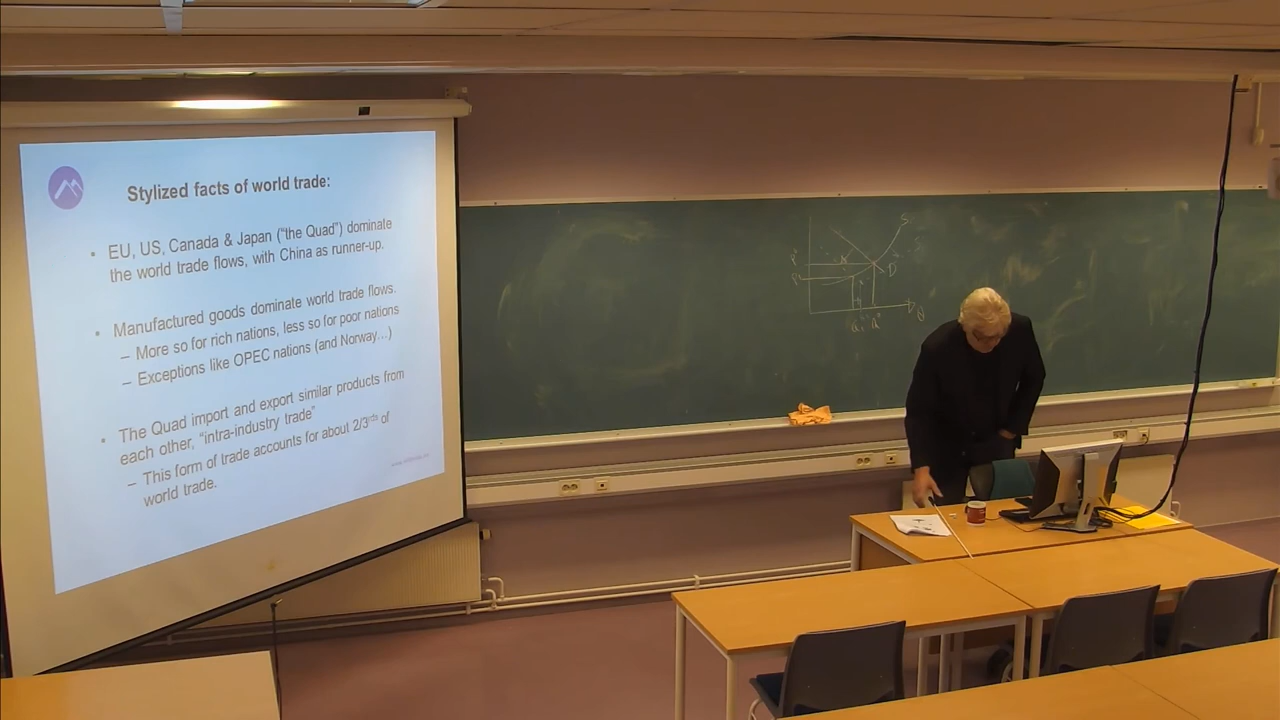 Stylized facts of world trade:
• EU, US, Canada & Japan ("the Quad") dominate
the world trade flows, with China as runner-up.
• Manufactured goods dominate world trade flows.
– More so for rich nations, less so for poor nations
– Exceptions like OPEC nations (and Norway…)
• The Quad import and export similar products from
each other, "intra-industry trade"
– This form of trade accounts for about 2/3rds of
world trade.
S
D